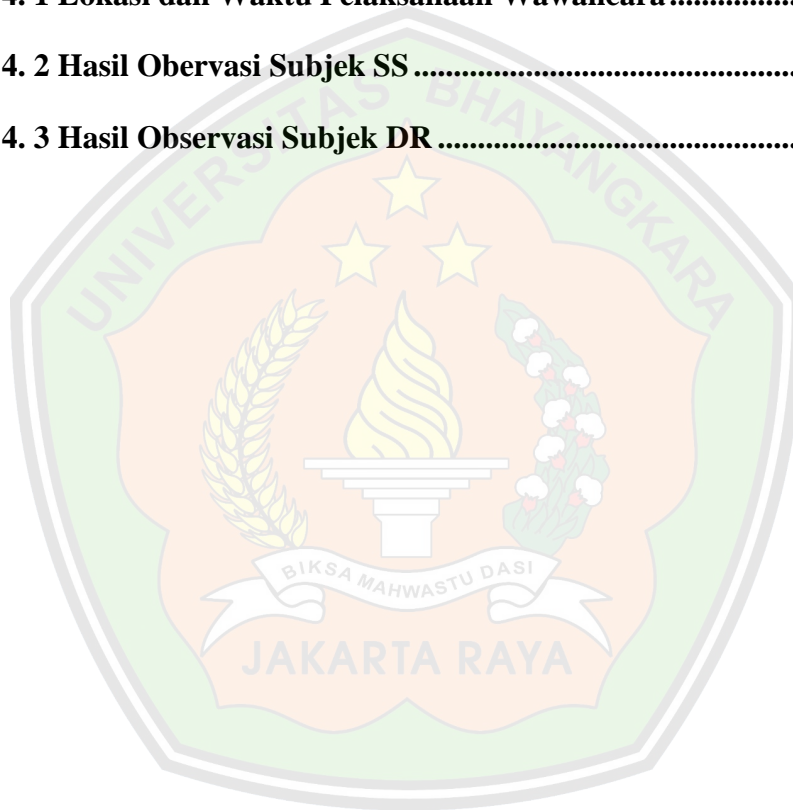 4. 1 Lokasi dan Waktu Pelaksanaan Wawancara................
4. 2 Hasil Obervasi Subjek SS................................................
4. 3 Hasil Observasi Subjek DR.............................................
UNIVERSITAS BHAYANGKARA
BIKSA MAHWASTU DASI
JAKARTA RAYA